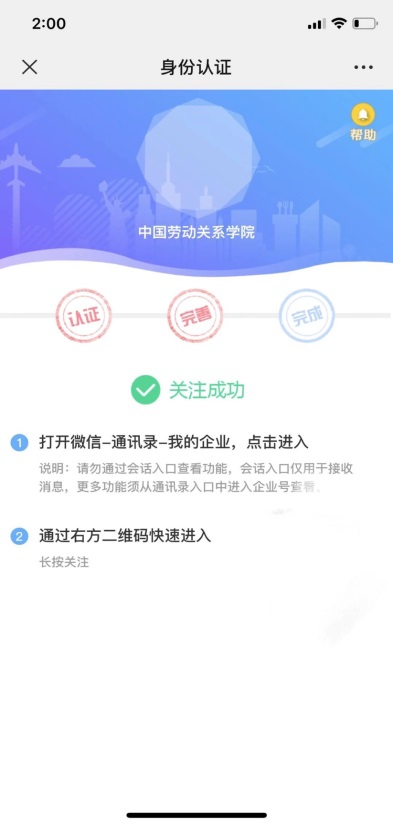 2:00
身份认证
帮助
中国劳动关系学院
认证
完善
完成
关注成功
1 打开微信-通讯录-我的企业，点击进入
说明：请勿通过会话入口查看功能，会话入口仅用于接收
消息，更多功能须从通讯录入口中进入企业号查看。
2 通过右方二维码快速进入
长按关注